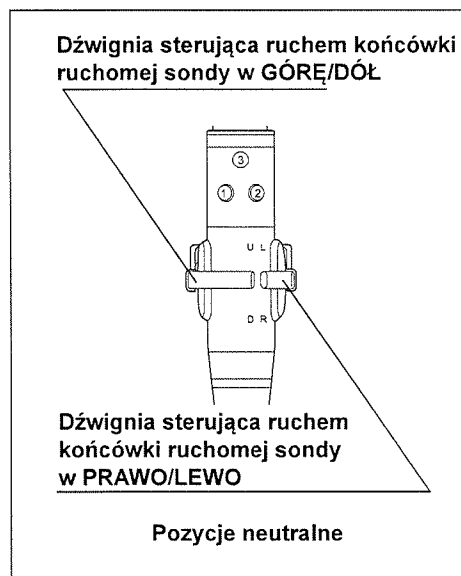 Dźwignia sterująca ruchem końcówki
ruchomej sondy w GÓRĘ/DÓŁ
3
1 2
U L
D R
Dźwignia sterująca ruchem
końcówki ruchomej sondy
w PRAWO/LEWO
Pozycje neutralne